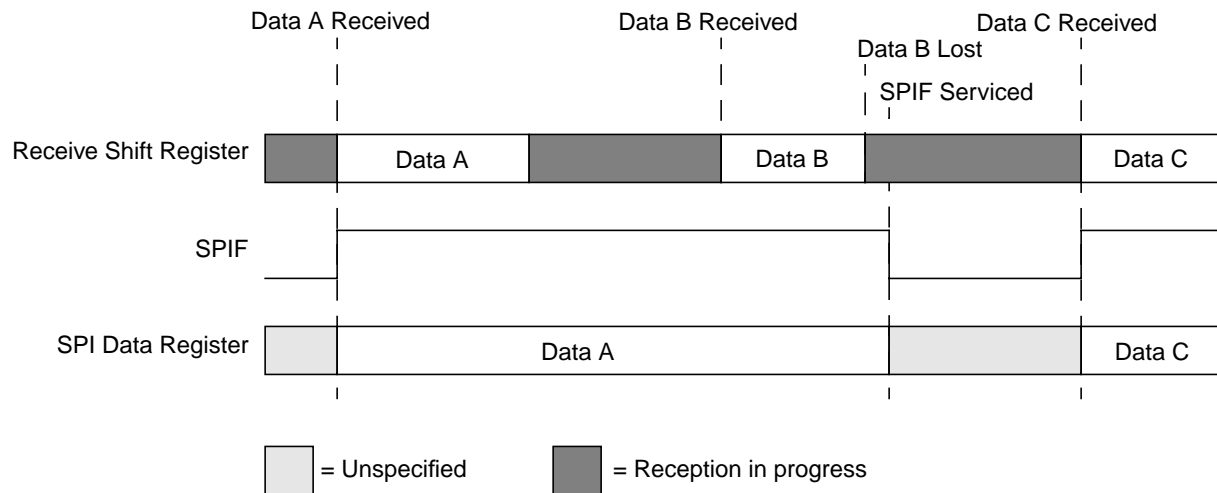 Data A Received
Data B Received
Data C Received
Data B Lost
SPIF Serviced
Receive Shift Register
Data A
Data B
Data C
SPIF
SPI Data Register
Data A
Data C
= Unspecified
= Reception in progress